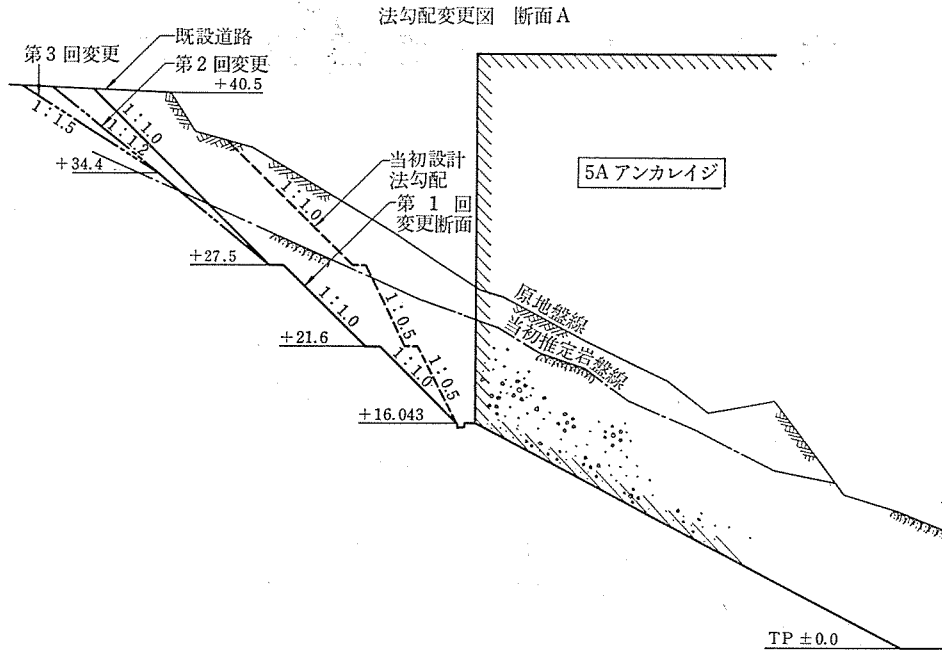 法勾配変更図 断面A
既設道路
第3回変更
第2回変更
+40.5
1:1.0
1:1.2
1:1.5
+34.4
当初設計
法勾配
1:1.0
第1回
変更断面
5A アンカレイジ
+27.5
1:1.0
1:0.5
原地盤線
当初推定岩盤線
+21.6
1:1.0
1:0.5
+16.043
TP ±0.0